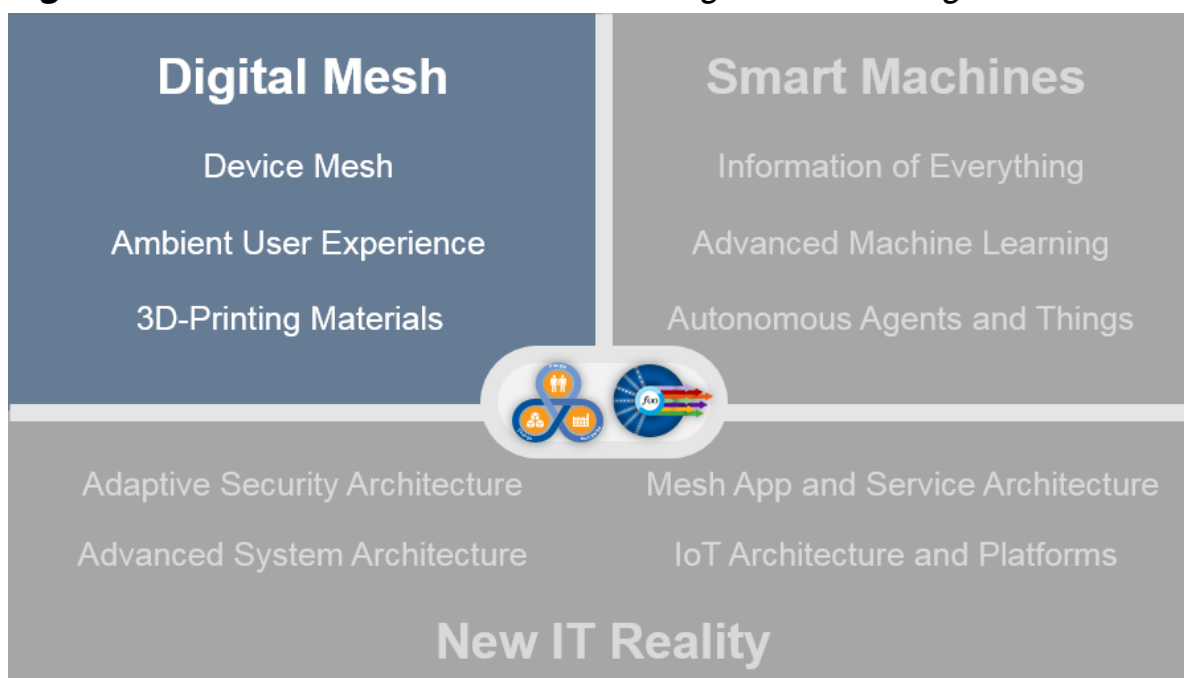 Digital Mesh
Device Mesh
Ambient User Experience
3D-Printing Materials
Smart Machines
Information of Everything
Advanced Machine Learning
Autonomous Agents and Things
f(x)
Adaptive Security Architecture
Advanced System Architecture
Mesh App and Service Architecture
IoT Architecture and Platforms
New IT Reality